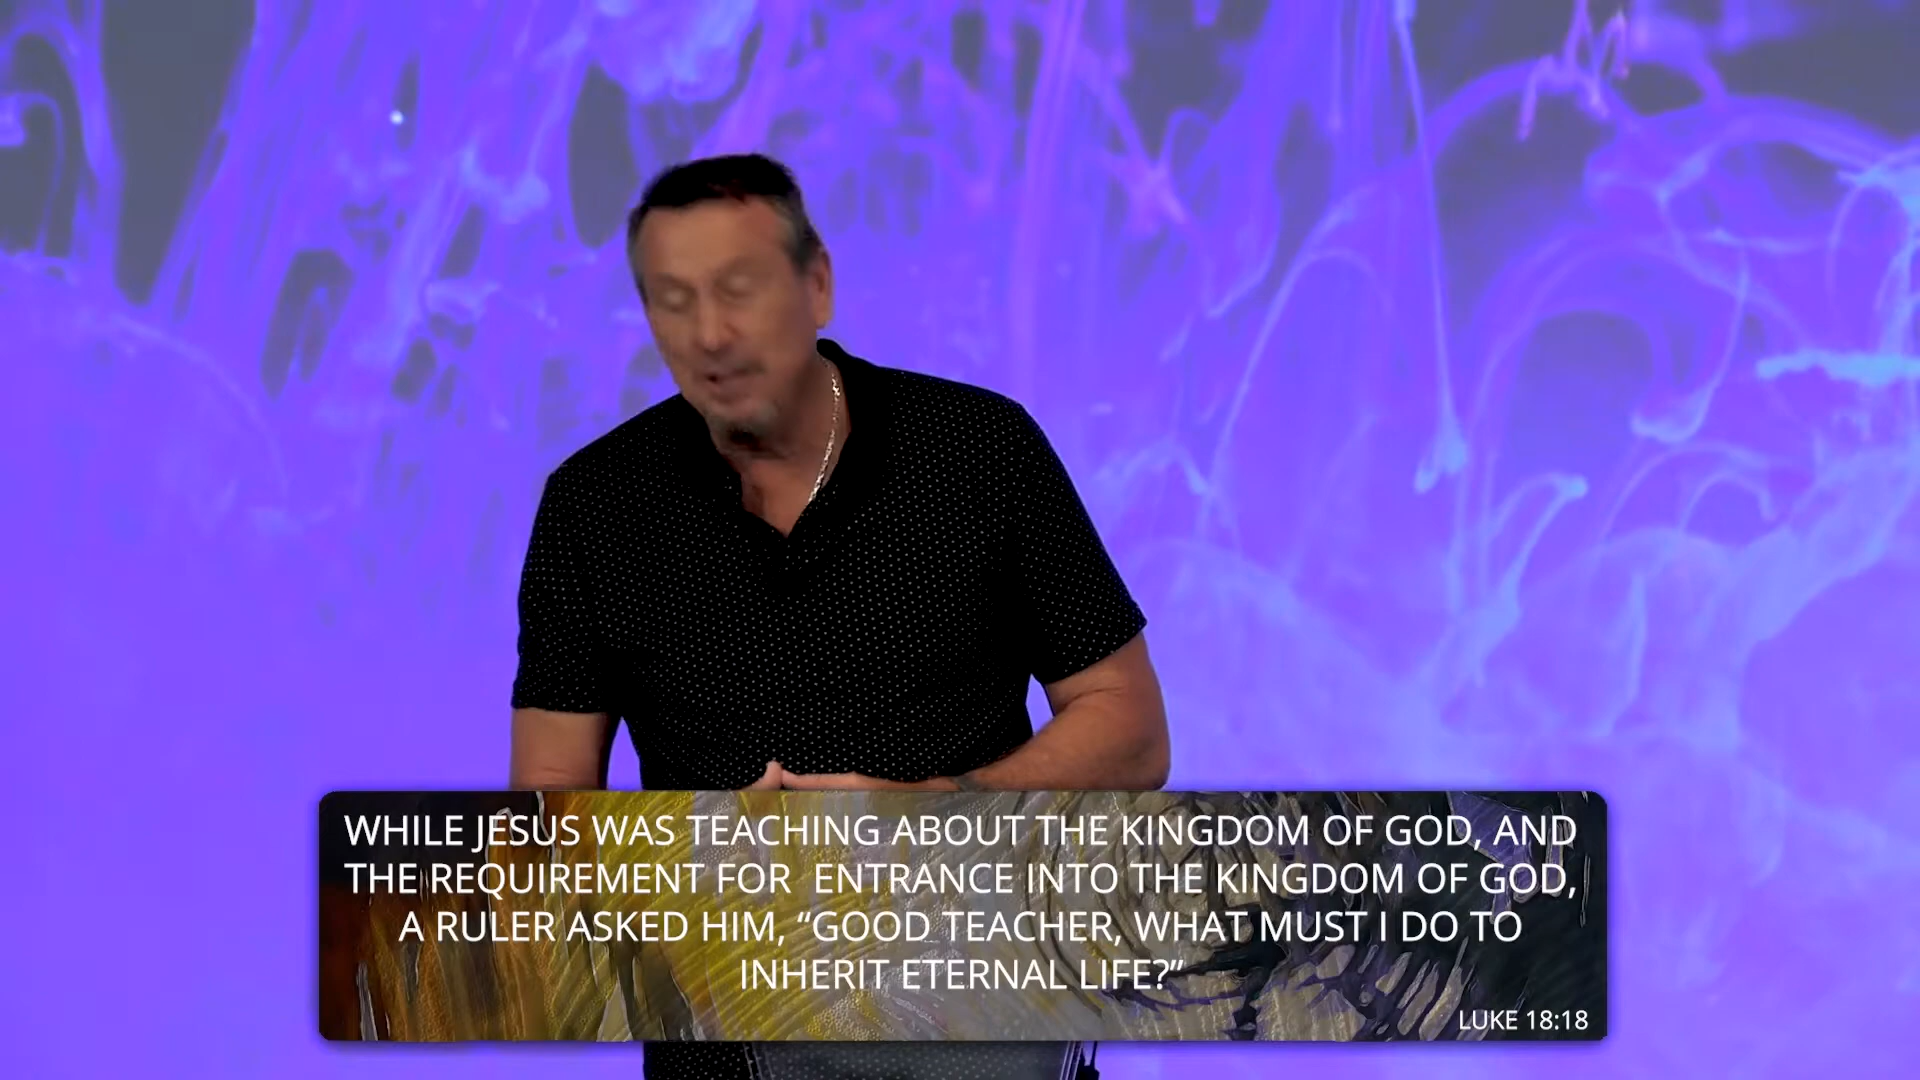 WHILE JESUS WAS TEACHING ABOUT THE KINGDOM OF GOD, AND
THE REQUIREMENT FOR  ENTRANCE INTO THE KINGDOM OF GOD,
A RULER ASKED HIM, “GOOD TEACHER, WHAT MUST I DO TO
INHERIT ETERNAL LIFE?”
LUKE 18:18